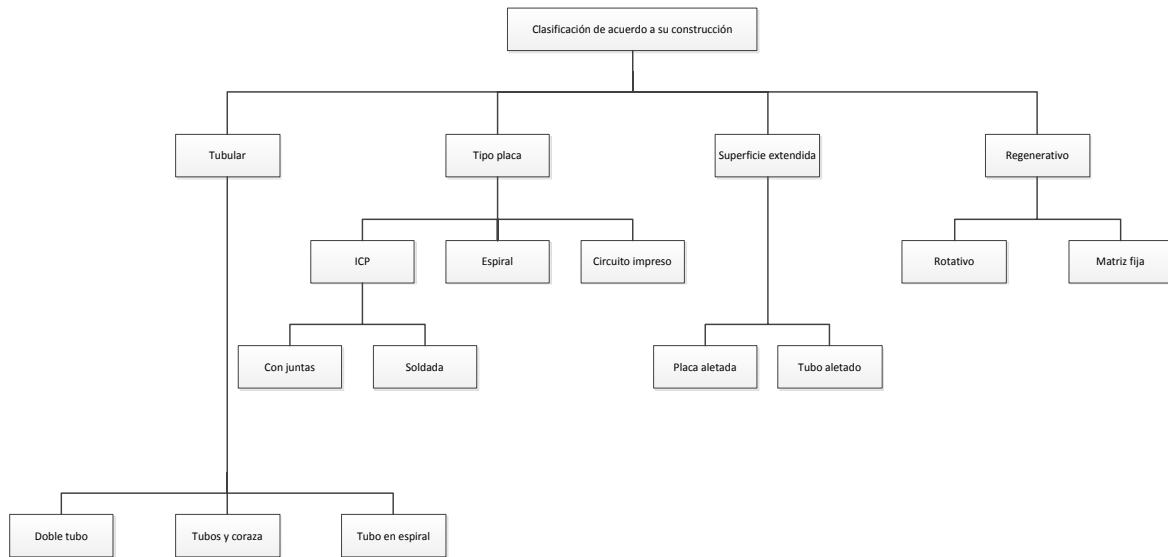 Clasificación de acuerdo a su construcción
Tubular
Tipo placa
Superficie extendida
Regenerativo
ICP
Espiral
Circuito impreso
Rotativo
Matriz fija
Con juntas
Soldada
Placa aletada
Tubo aletado
Doble tubo
Tubos y coraza
Tubo en espiral